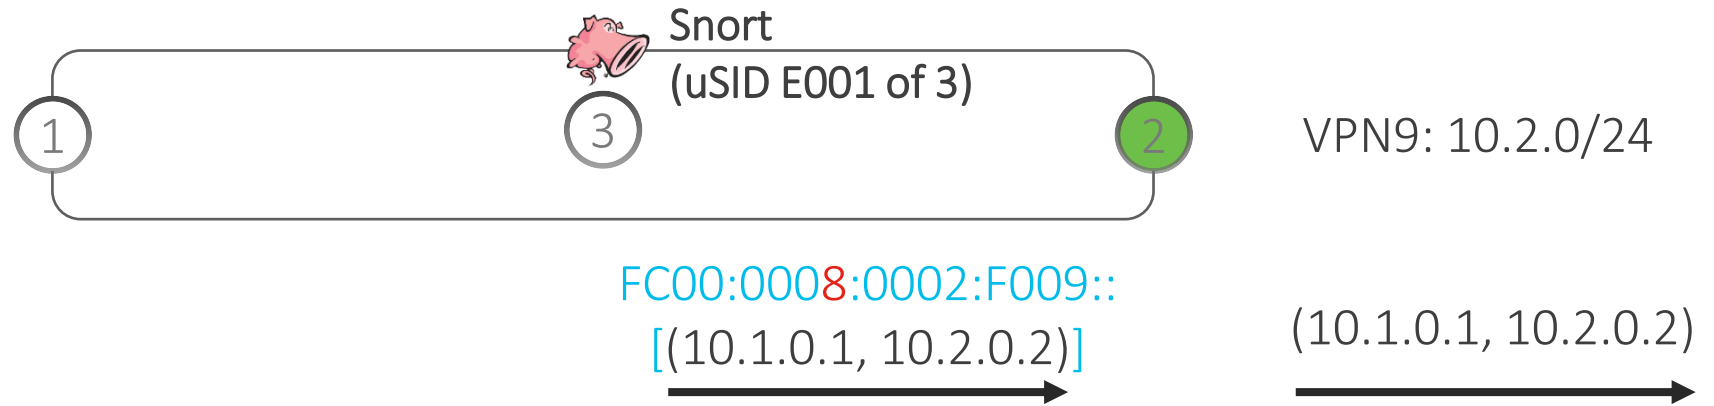 Snort
(uSID E001 of 3)
1
3
2
VPN9: 10.2.0/24
FC00:0008:0002:F009::
[(10.1.0.1, 10.2.0.2)]
(10.1.0.1, 10.2.0.2)